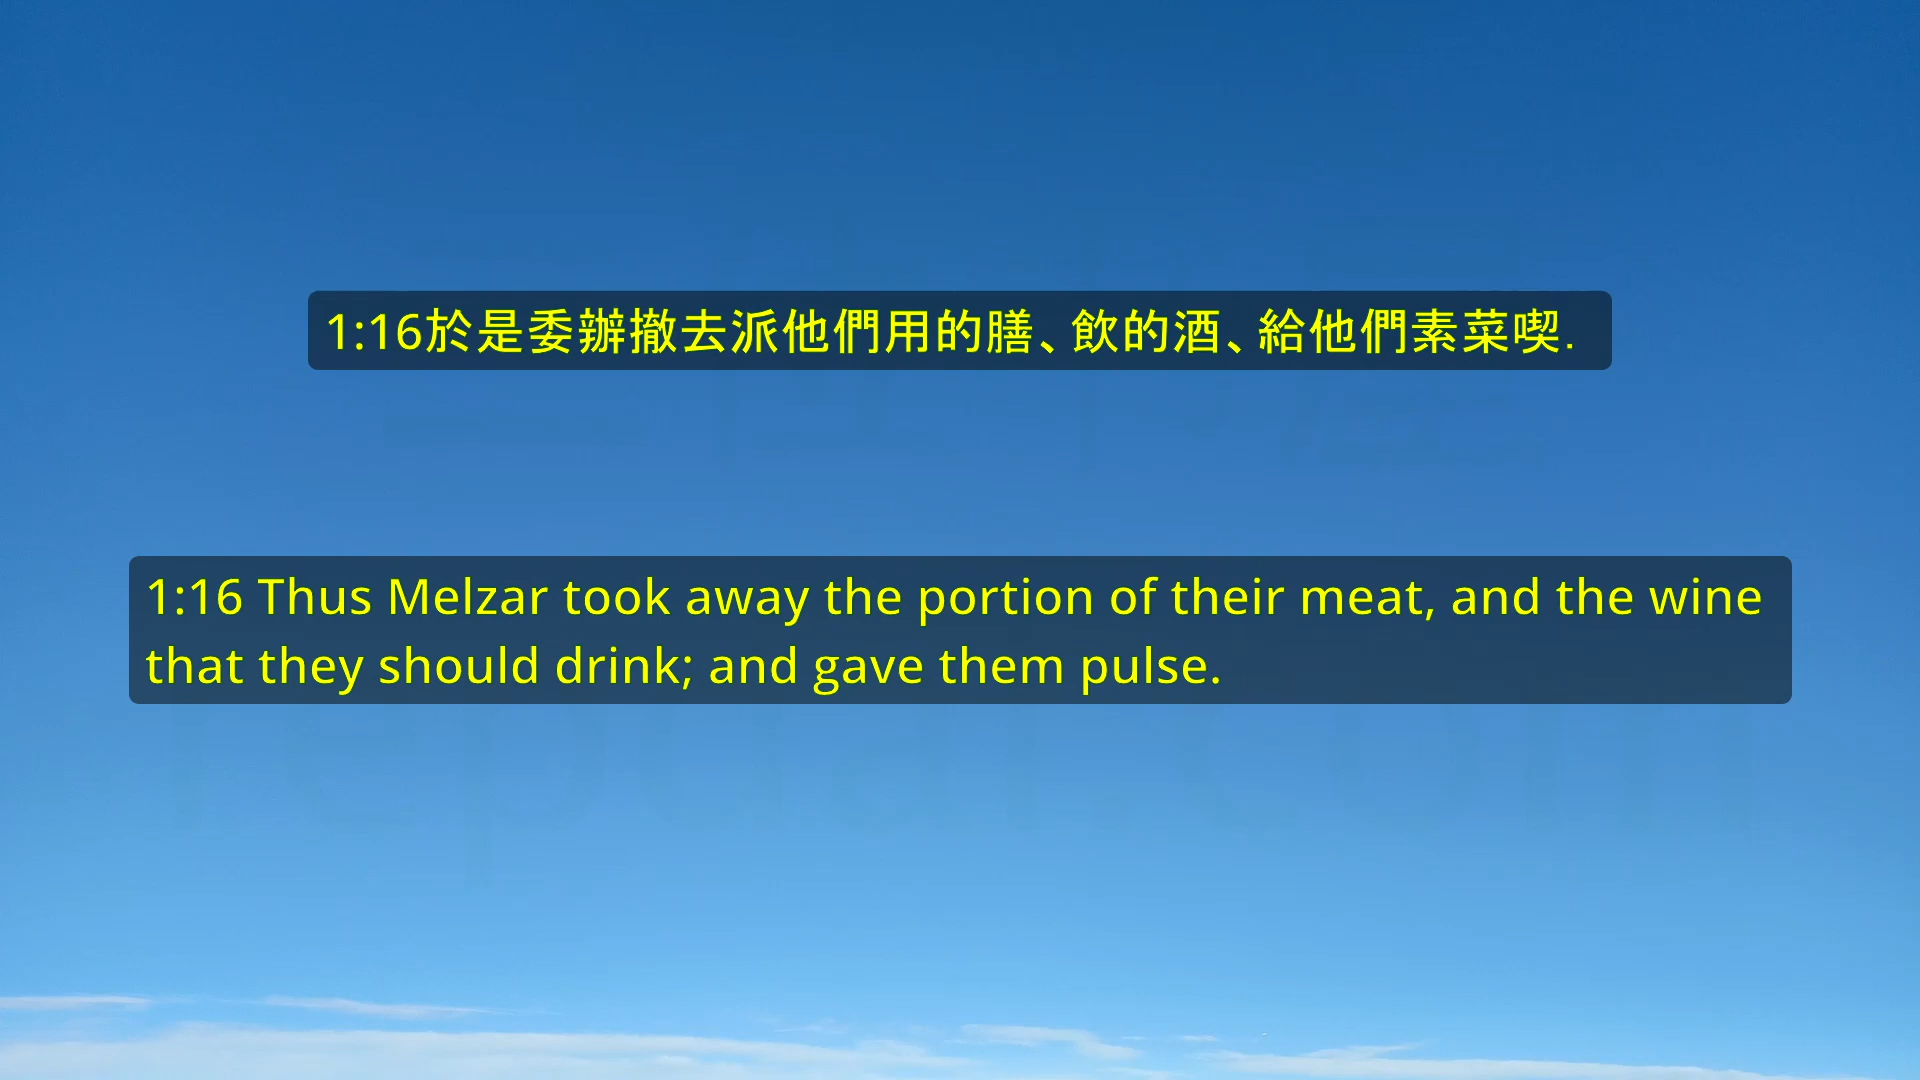 1:16於是委辦撤去派他們用的膳、飲的酒、給他們素菜喫.
1:16 Thus Melzar took away the portion of their meat, and the wine
that they should drink; and gave them pulse.